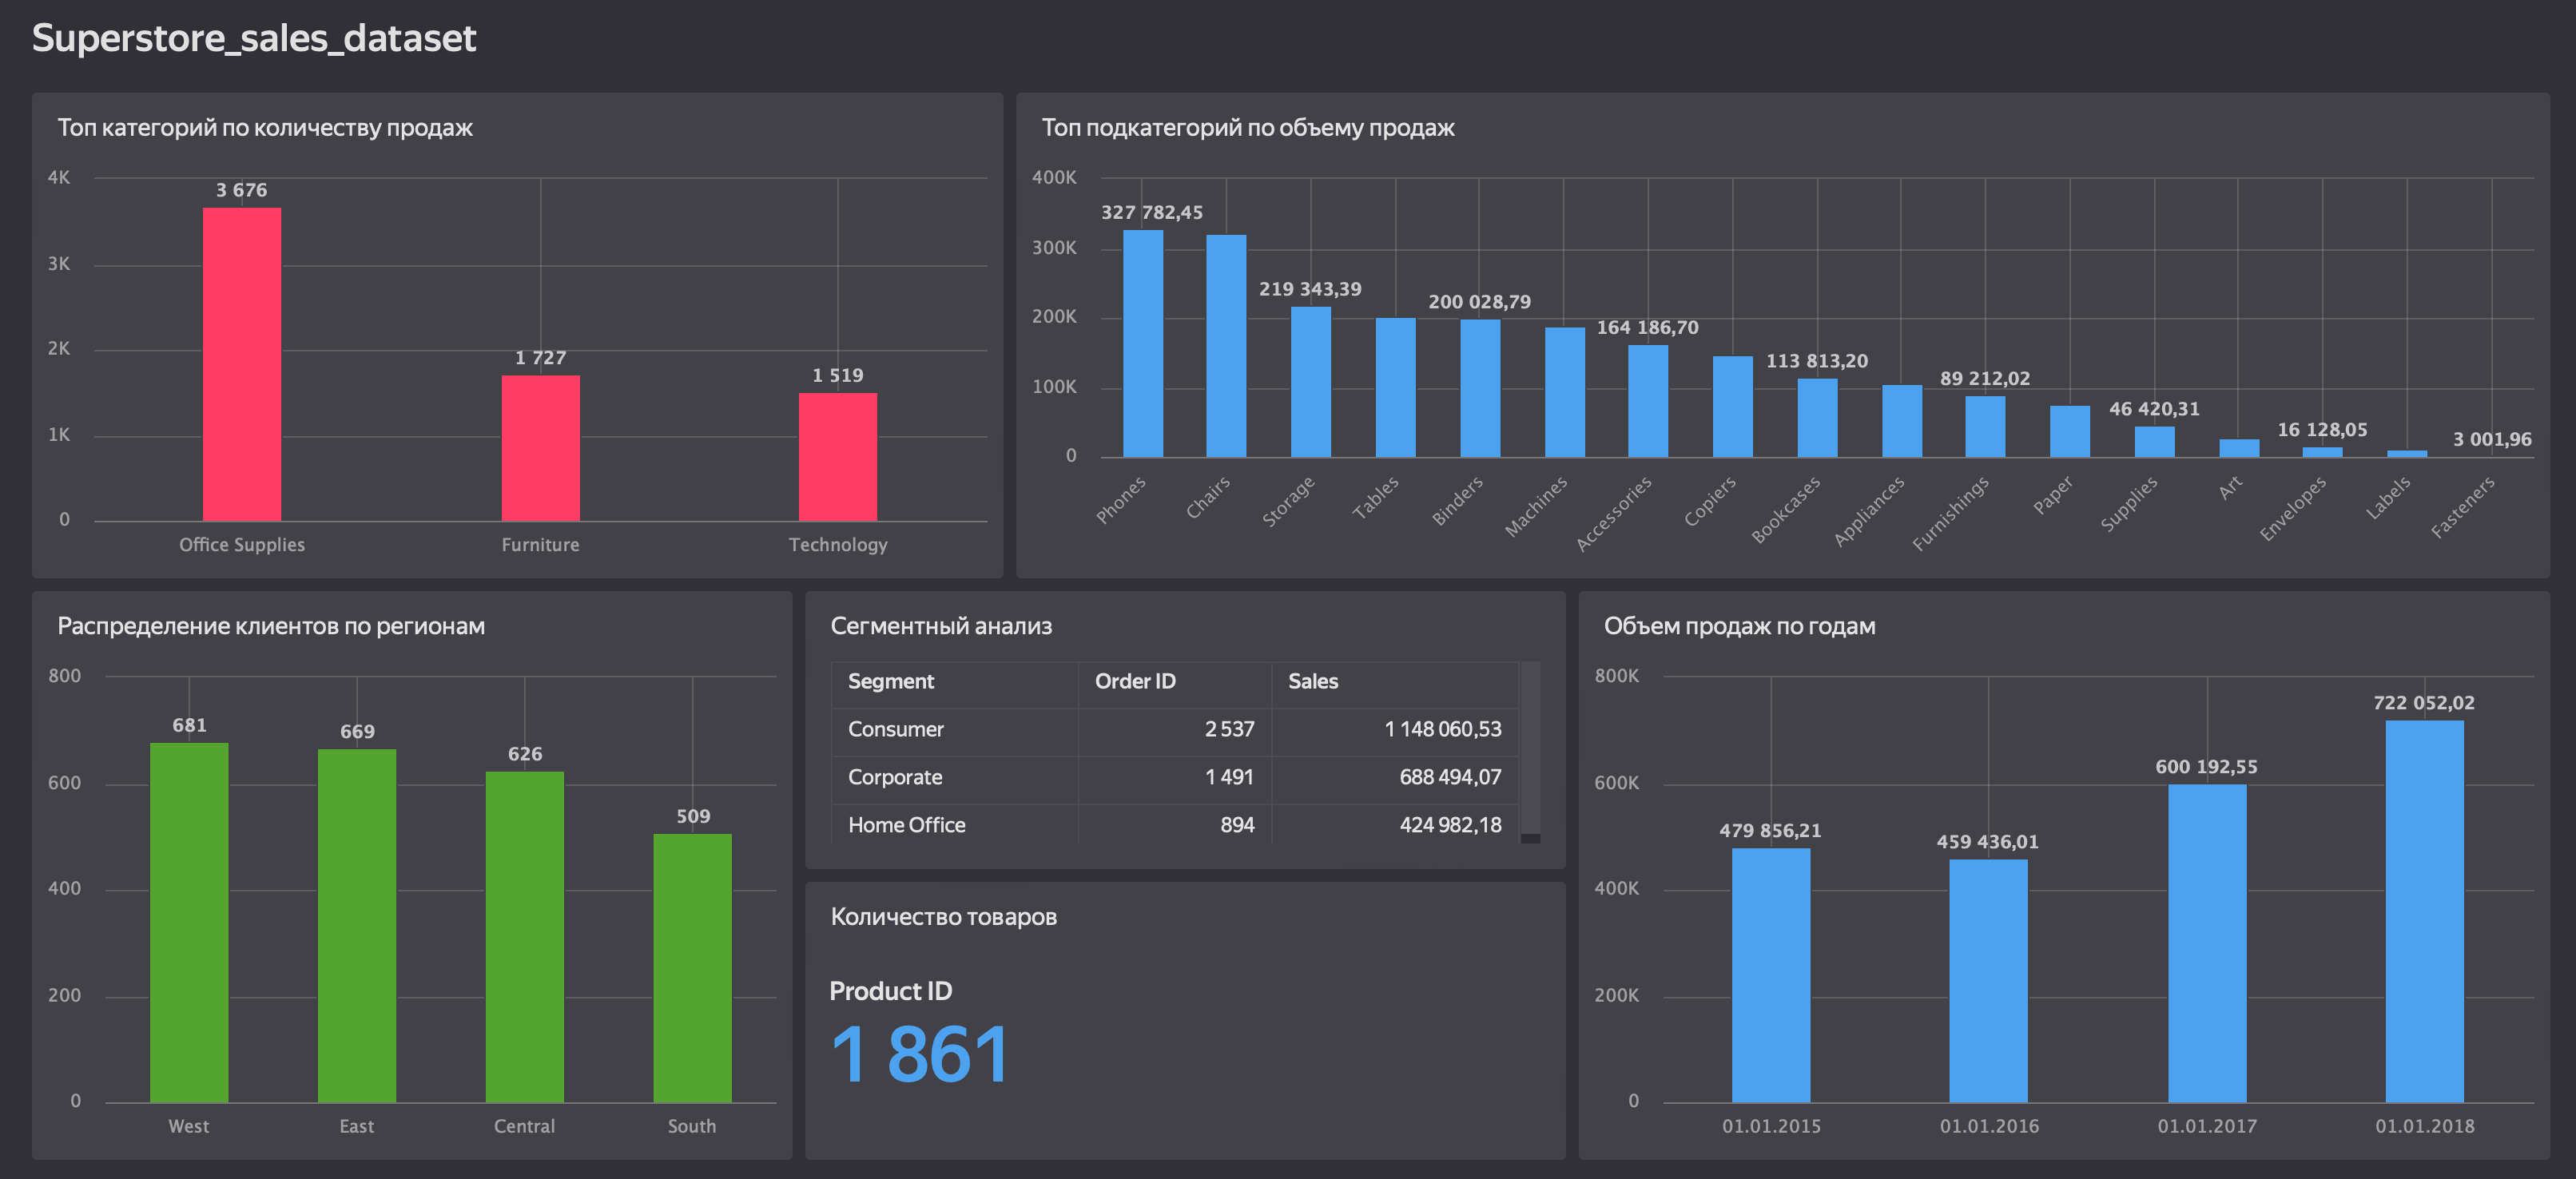 Superstore_sales_dataset
Топ категорий по количеству продаж
4K
3K
2K
1K
0
3 676
1 727
1 519
Office Supplies
Furniture
Technology
Топ подкатегорий по объему продаж
400K
300K
200K
100K
0
327 782,45
219 343,39
200 028,79
164 186,70
113 813,20
89 212,02
46 420,31
16 128,05
3 001,96
Phones
Chairs
Storage
Tables
Binders
Machines
Accessories
Copiers
Bookcases
Appliances
Furnishings
Paper
Supplies
Art
Envelopes
Labels
Fasteners
Распределение клиентов по регионам
800
600
400
200
0
681
669
626
509
West
East
Central
South
Сегментный анализ
Segment Order ID Sales
Consumer 2 537 1 148 060,53
Corporate 1 491 688 494,07
Home Office 894 424 982,18
Количество товаров
Product ID
1 861
Объем продаж по годам
800K
600K
400K
200K
0
479 856,21
459 436,01
600 192,55
722 052,02
01.01.2015
01.01.2016
01.01.2017
01.01.2018